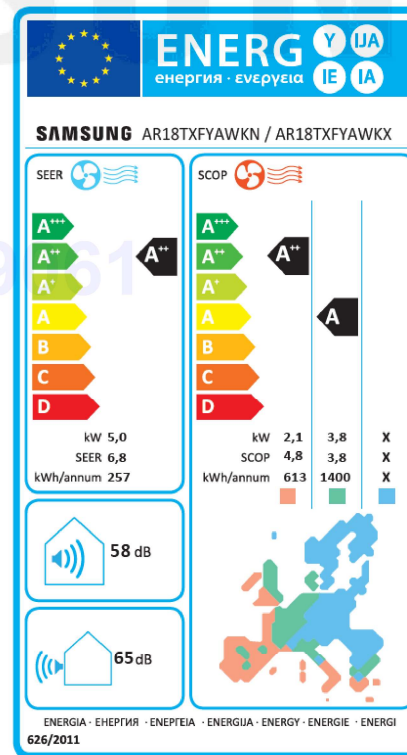 ENERG Y IJA
енергия · ενεργεια IE IA
SAMSUNG AR18TXFYAWKN / AR18TXFYAWKX
SEER
A+++
A++
A+
A
B
C
D
A++
kW 5,0
SEER 6,8
kWh/annum 257
SCOP
A+++
A++
A+
A
B
C
D
A++
A
kW 2,1 3,8 X
SCOP 4,8 3,8 X
kWh/annum 613 1400 X
58 dB
65 dB
ENERGIA · ЕНЕРГИЯ · ΕΝΕΡΓΕΙΑ · ENERGIJA · ENERGY · ENERGIE · ENERGI
626/2011